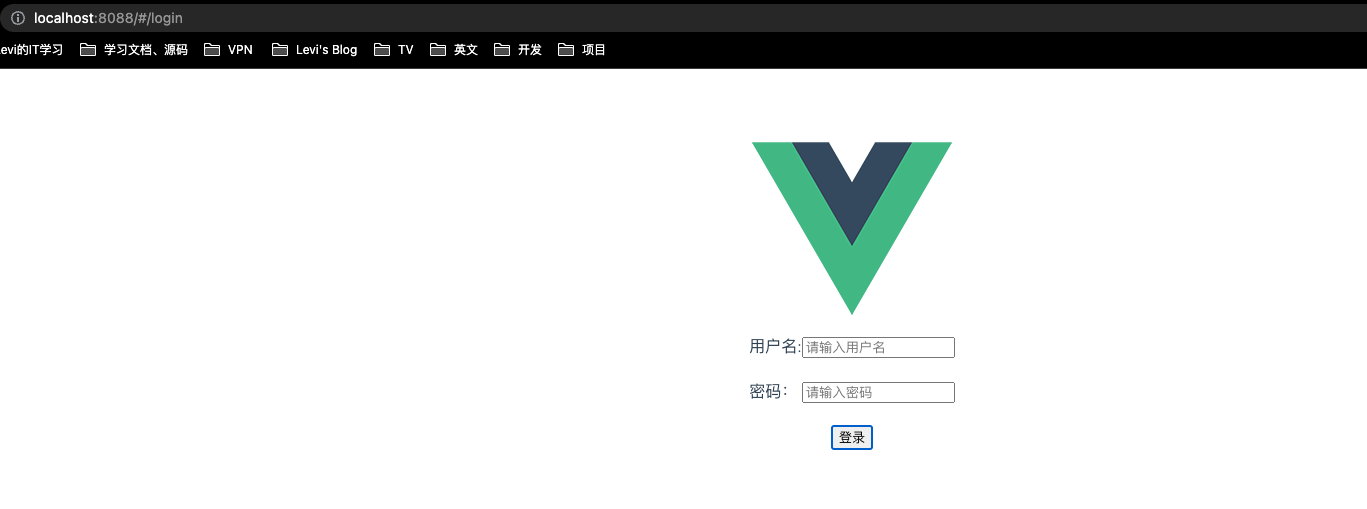 localhost:8088/#/login
evi的IT学习 学习文档、源码 VPN Levi's Blog TV 英文 开发 项目
用户名:请输入用户名
密码： 请输入密码
登录